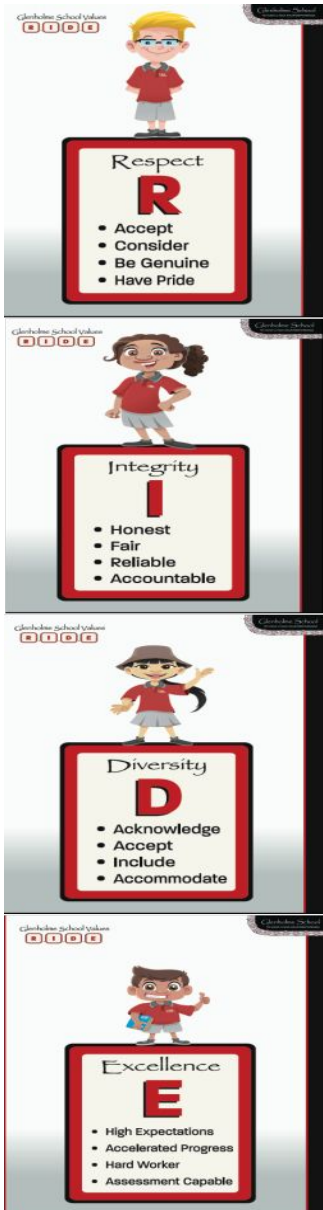 Glenholme School Values
R I D E
Glenholme School
Respect
R
• Accept
• Consider
• Be Genuine
• Have Pride
Glenholme School Values
R I D E
Glenholme School
Integrity
I
• Honest
• Fair
• Reliable
• Accountable
Glenholme School Values
R I D E
Glenholme School
Diversity
D
• Acknowledge
• Accept
• Include
• Accommodate
Glenholme School Values
R I D E
Glenholme School
Excellence
E
• High Expectations
• Accelerated Progress
• Hard Worker
• Assessment Capable